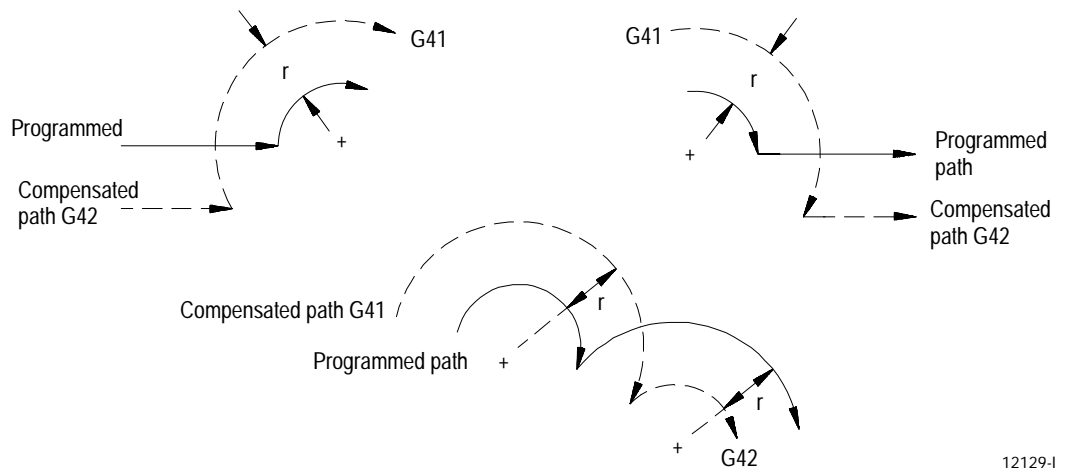 G41
r
Programmed
Compensated
path G42
G41
r
Programmed
path
Compensated
path G42
Compensated path G41
r
Programmed path
r
G42
12129-I